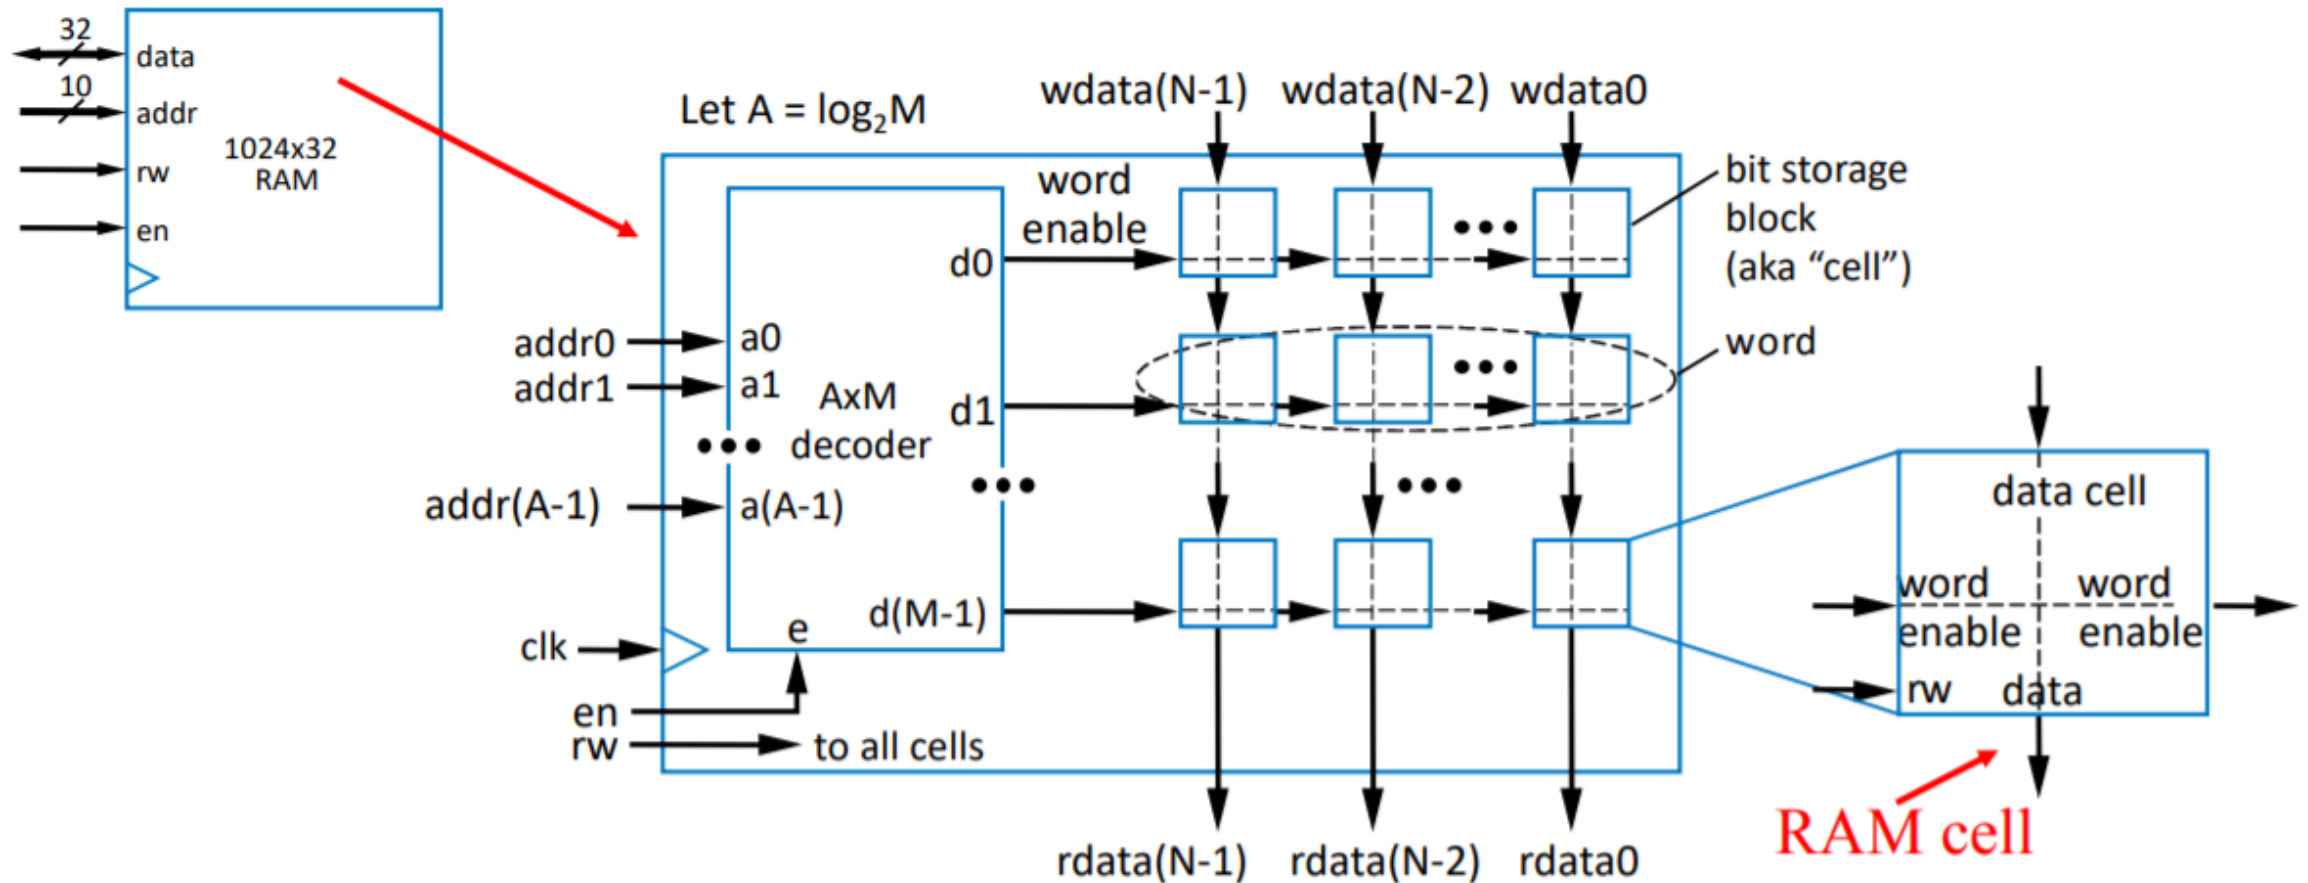 32
data
10
addr
1024x32
RAM
rw
en
Let A = log₂M
wdata(N-1) wdata(N-2) wdata0
word
enable
bit storage
block
(aka “cell”)
d0
addr0
a0
addr1
a1
AxM
decoder
d1
word
addr(A-1)
a(A-1)
d(M-1)
clk
e
en
rw
to all cells
rdata(N-1) rdata(N-2) rdata0
data cell
word
enable
word
enable
rw
data
RAM cell